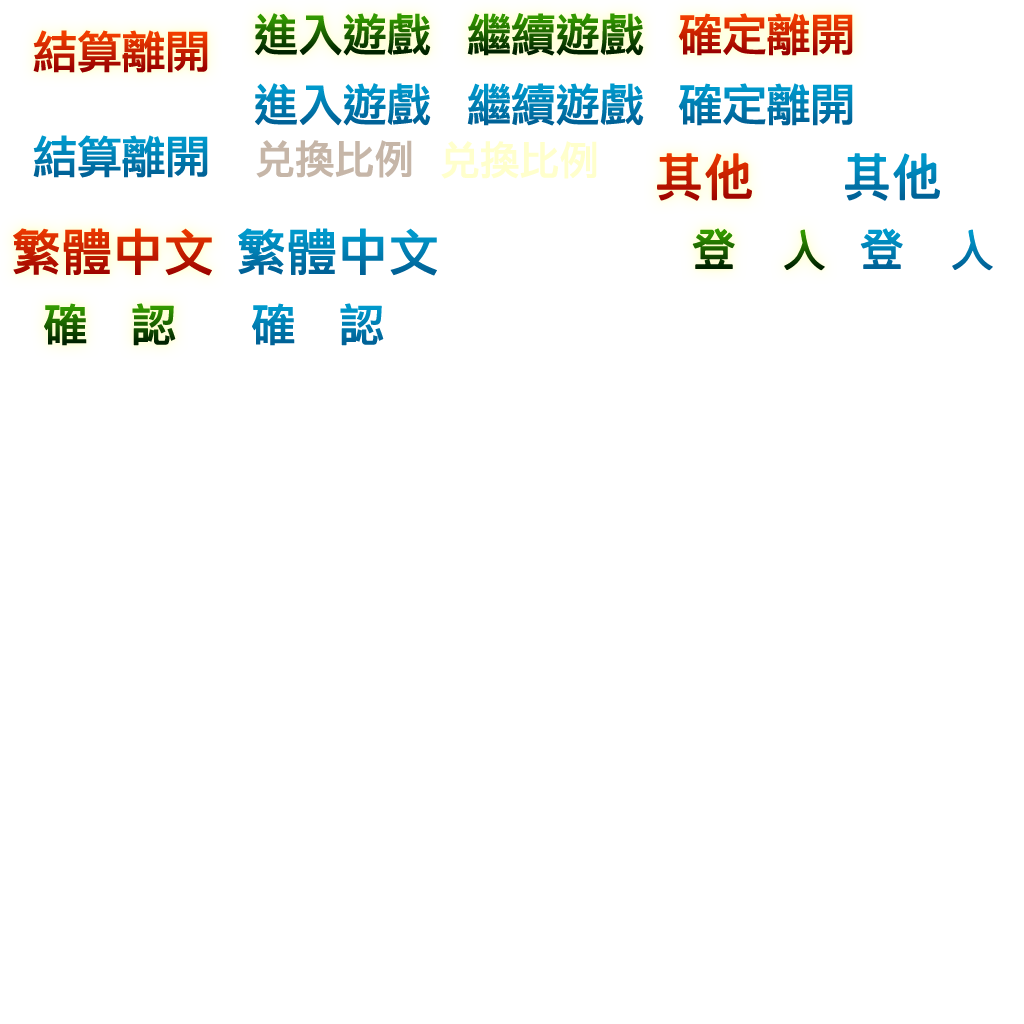 結算離開 進入遊戲 繼續遊戲 確定離開
進入遊戲 繼續遊戲 確定離開
結算離開 兑換比例 兑換比例 其他 其他
繁體中文 繁體中文 登 入 登 入
確 認 確 認